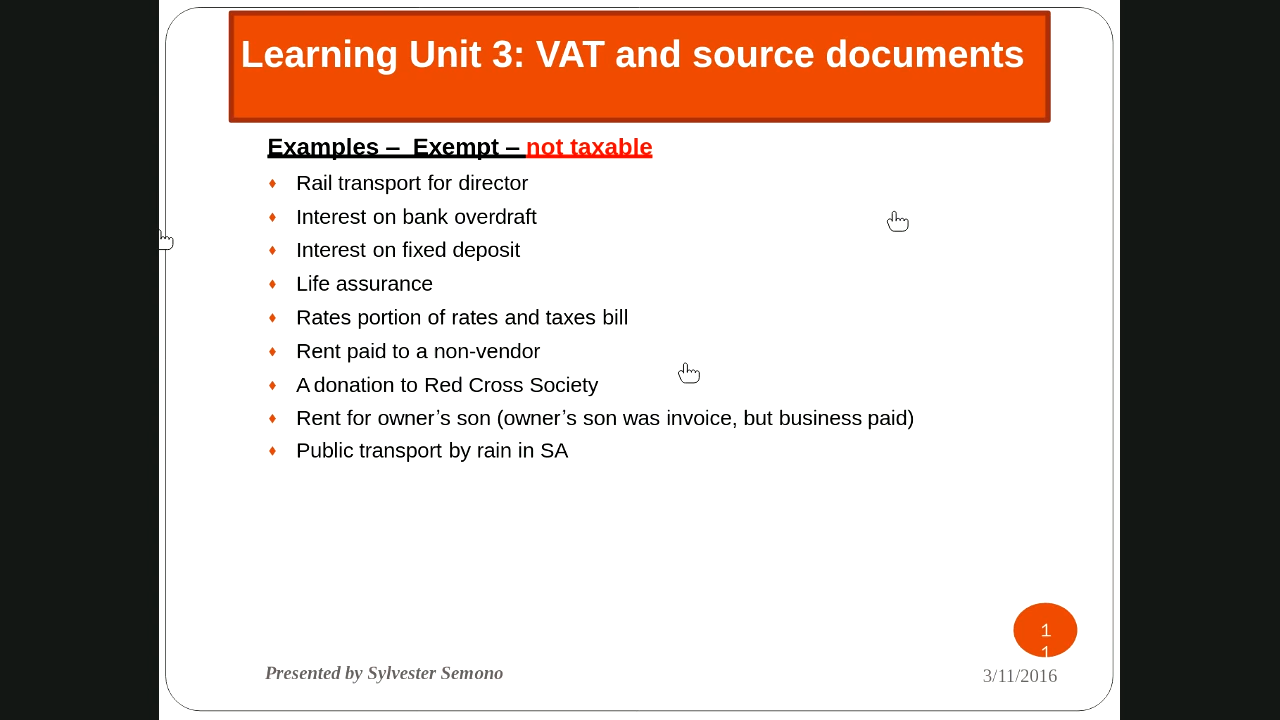 Learning Unit 3: VAT and source documents
Examples –  Exempt – not taxable
♦ Rail transport for director
♦ Interest on bank overdraft
♦ Interest on fixed deposit
♦ Life assurance
♦ Rates portion of rates and taxes bill
♦ Rent paid to a non-vendor
♦ A donation to Red Cross Society
♦ Rent for owner’s son (owner’s son was invoice, but business paid)
♦ Public transport by rain in SA
1
1
Presented by Sylvester Semono
3/11/2016